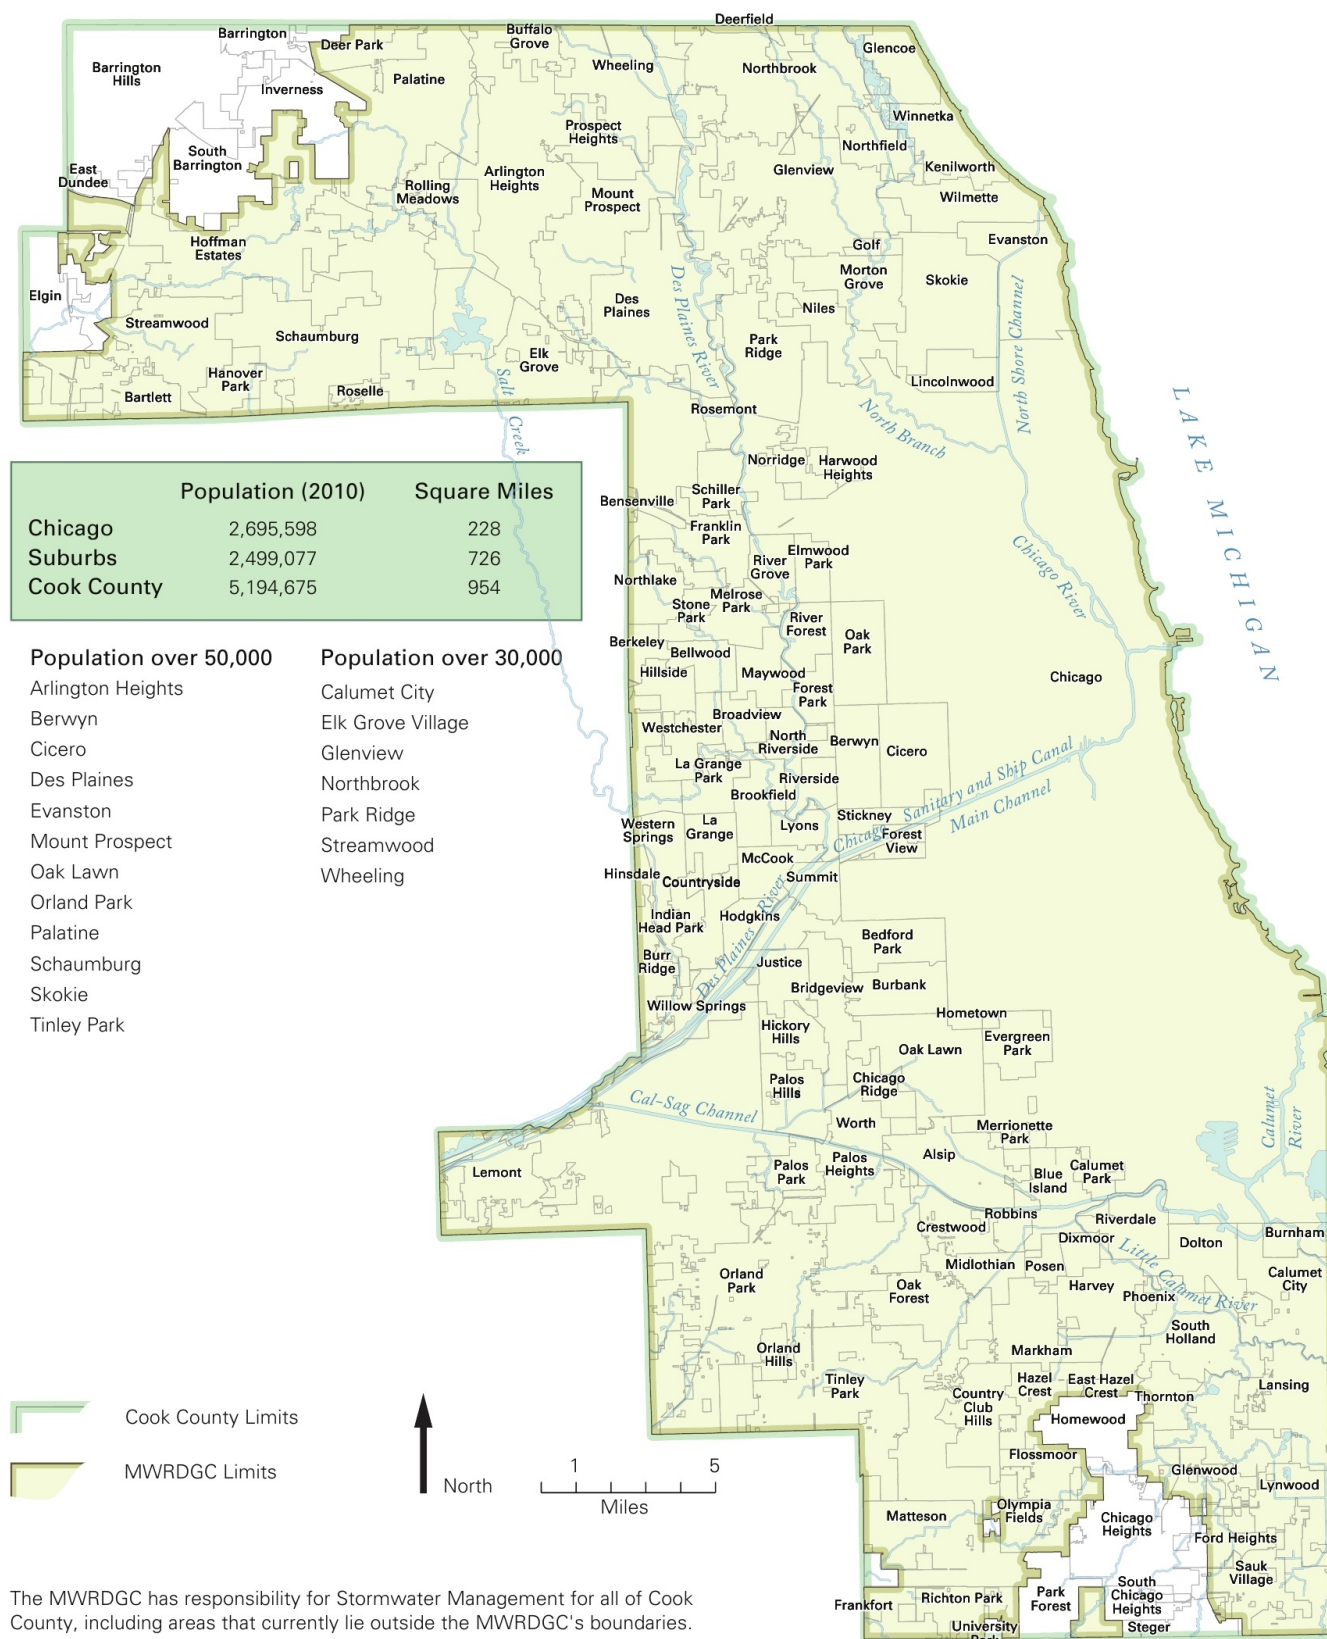 Deerfield
Barrington
Buffalo
Grove
Deer Park
Glencoe
Barrington
Hills
Wheeling
Northbrook
Palatine
Inverness
Winnetka
Prospect
Heights
Northfield
South
Barrington
Kenilworth
Glenview
East
Dundee
Arlington
Heights
Rolling
Meadows
Mount
Prospect
Wilmette
Hoffman
Estates
Golf
Evanston
Morton
Grove
Skokie
Elgin
Des
Plaines
Niles
Streamwood
Schaumburg
Park
Ridge
Des Plaines River
North Shore Channel
Elk
Grove
Hanover
Park
Lincolnwood
Roselle
Bartlett
Salt Creek
Rosemont
North Branch
LAKE MICHIGAN
Norridge
Harwood
Heights
Population (2010) Square Miles
Chicago 2,695,598 228
Suburbs 2,499,077 726
Cook County 5,194,675 954
Schiller
Park
Bensenville
Franklin
Park
Elmwood
Park
River
Grove
Chicago River
Northlake
Melrose
Park
Stone
Park
River
Forest
Oak
Park
Berkeley
Bellwood
Hillside
Maywood
Chicago
Forest
Park
Broadview
Westchester
North
Riverside
Berwyn
Cicero
La Grange
Park
Riverside
Brookfield
Chicago Sanitary and Ship Canal
Main Channel
Population over 50,000
Arlington Heights
Berwyn
Cicero
Des Plaines
Evanston
Mount Prospect
Oak Lawn
Orland Park
Palatine
Schaumburg
Skokie
Tinley Park
Population over 30,000
Calumet City
Elk Grove Village
Glenview
Northbrook
Park Ridge
Streamwood
Wheeling
Western
Springs
La
Grange
Lyons
Stickney
Forest
View
McCook
Summit
Hinsdale
Countryside
Indian
Head Park
Hodgkins
Des Plaines River
Bedford
Park
Burr
Ridge
Justice
Bridgeview
Burbank
Willow Springs
Hometown
Hickory
Hills
Evergreen
Park
Oak Lawn
Palos
Hills
Chicago
Ridge
Cal-Sag Channel
Worth
Merrionette
Park
Calumet
River
Lemont
Palos
Park
Palos
Heights
Alsip
Blue
Island
Calumet
Park
Robbins
Crestwood
Riverdale
Dixmoor
Dolton
Burnham
Little Calumet River
Midlothian
Posen
Orland
Park
Oak
Forest
Harvey
Phoenix
Calumet
City
South
Holland
Orland
Hills
Markham
Tinley
Park
Hazel
Crest
East Hazel
Crest
Country
Club
Hills
Thornton
Lansing
Homewood
Flossmoor
Glenwood
Lynwood
Cook County Limits
MWRDGC Limits
North
1 5
Miles
Matteson
Olympia
Fields
Chicago
Heights
Ford Heights
Sauk
Village
Richton Park
Frankfort
Park
Forest
South
Chicago
Heights
University
Park
Steger
The MWRDGC has responsibility for Stormwater Management for all of Cook
County, including areas that currently lie outside the MWRDGC's boundaries.